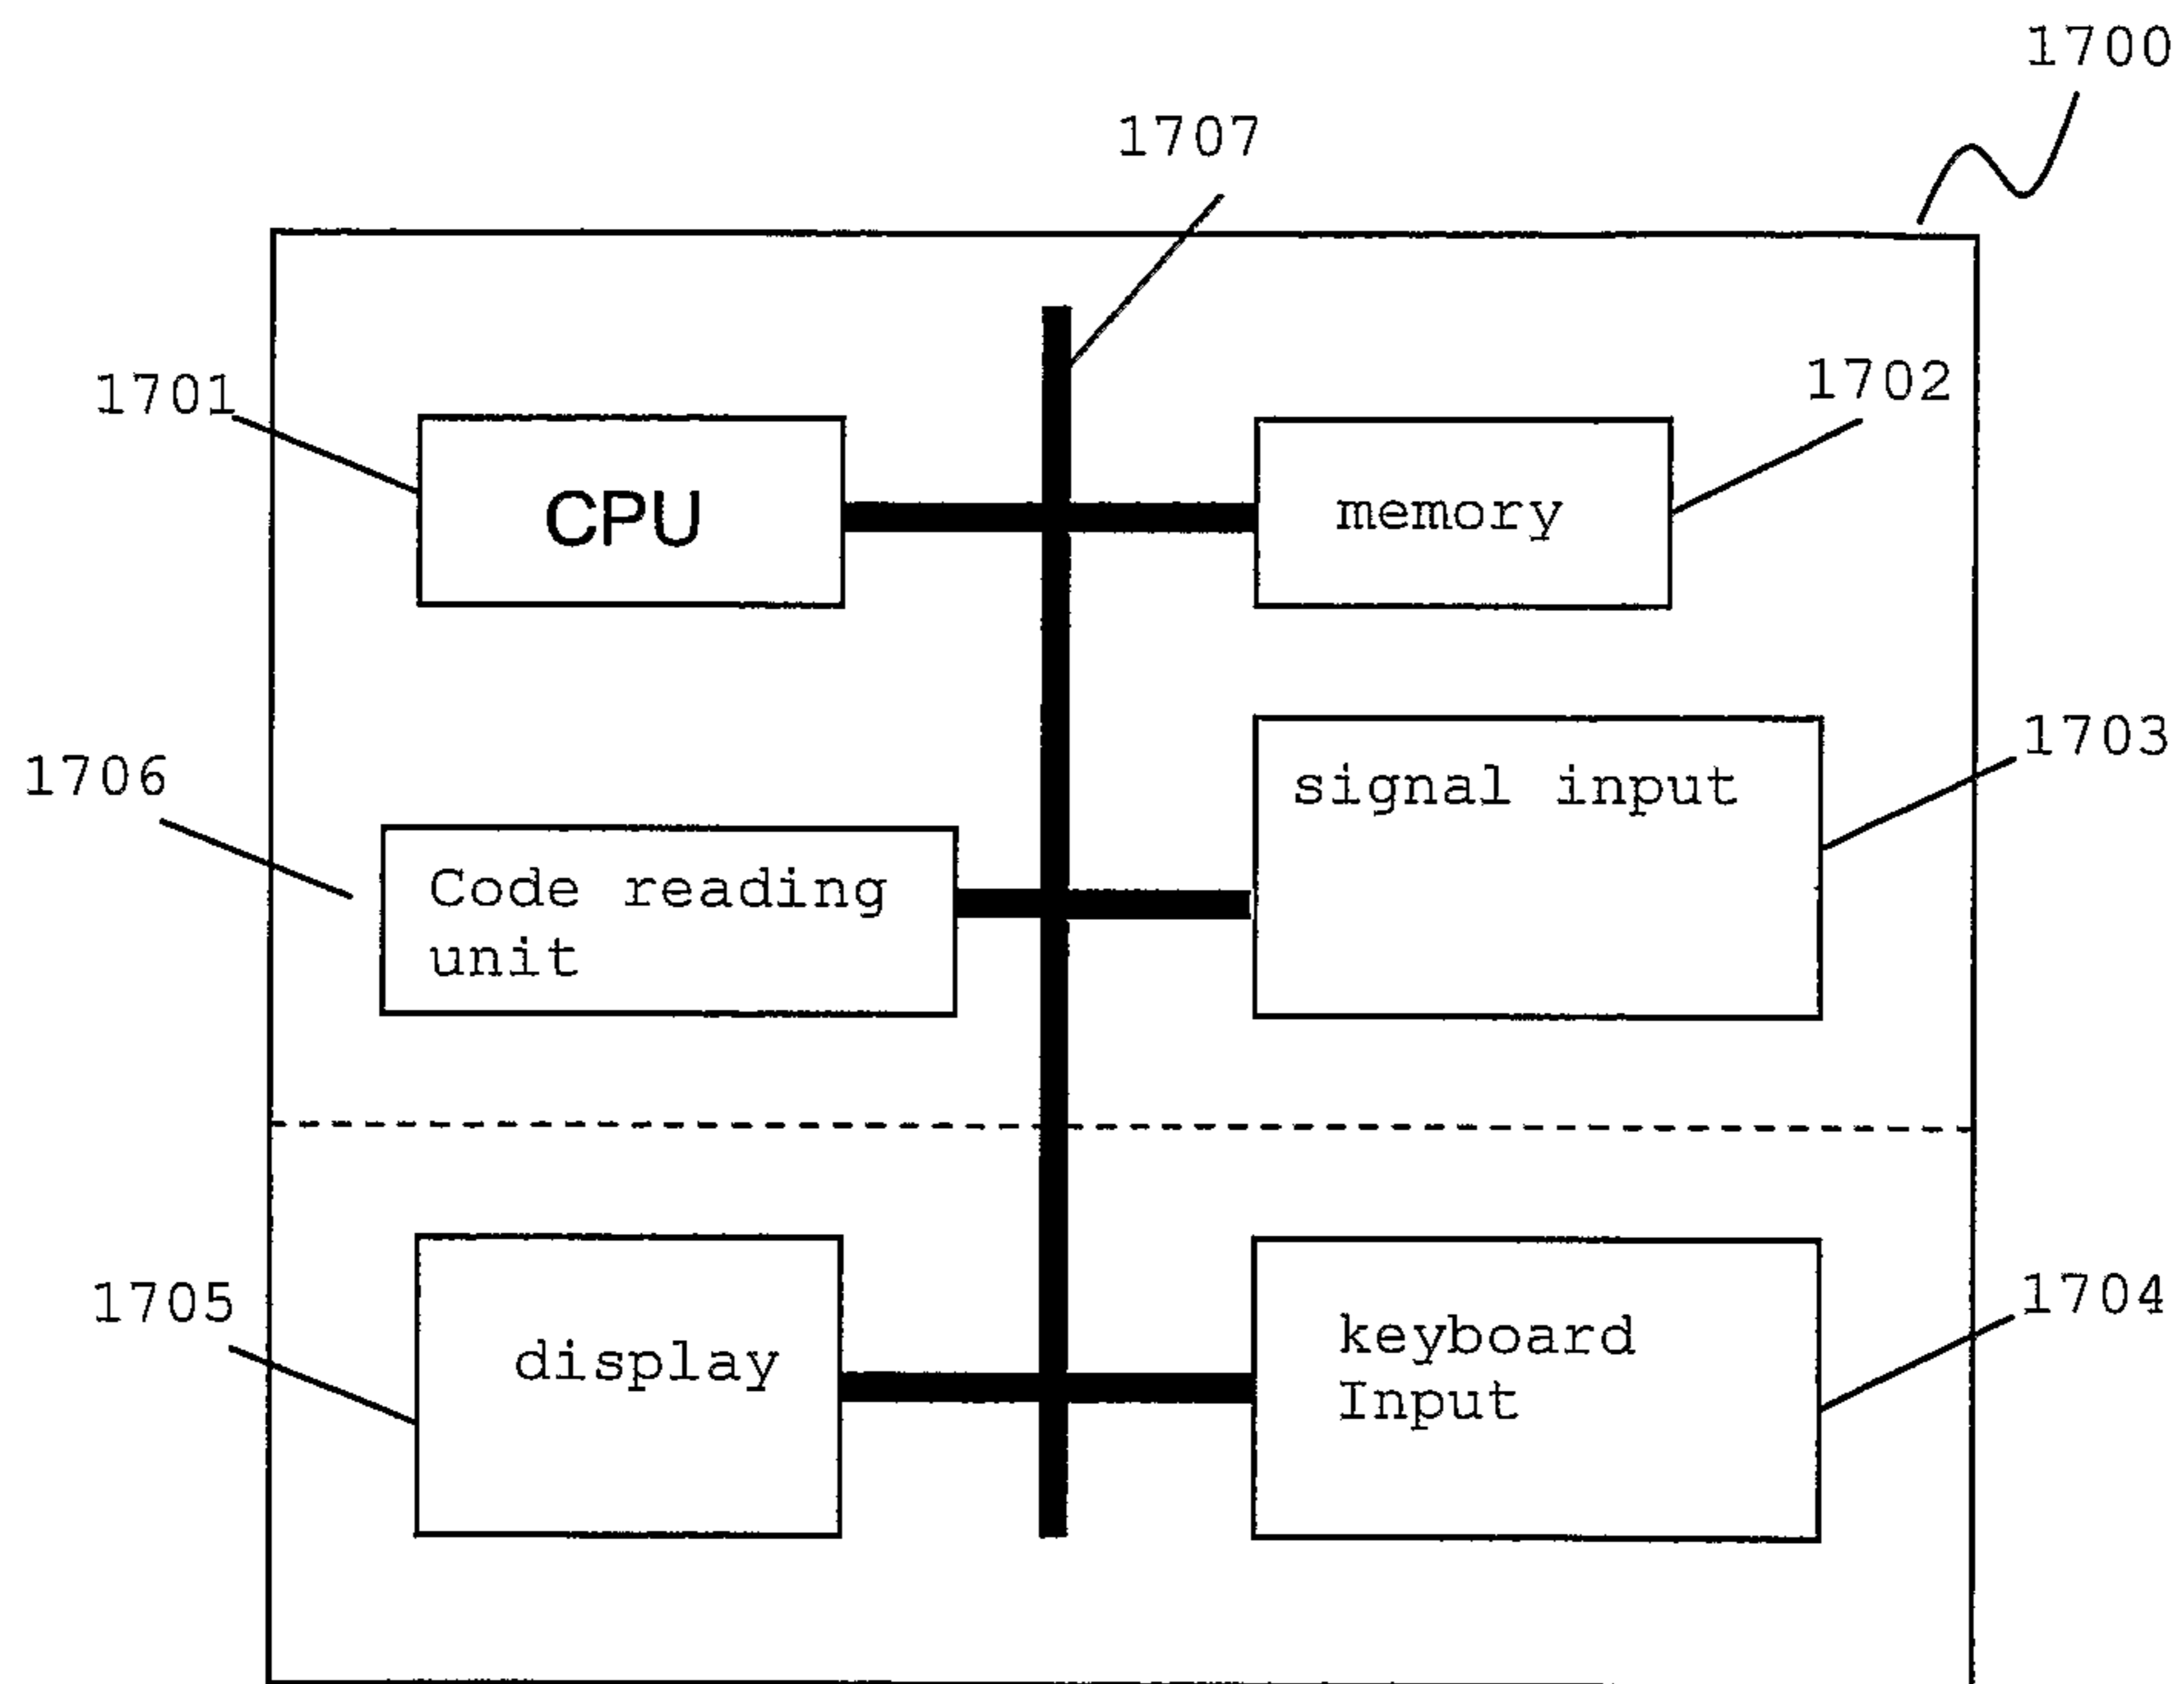 1700
1707
1701
1702
CPU
memory
1706
1703
signal input
Code reading
unit
1705
1704
display
keyboard
Input